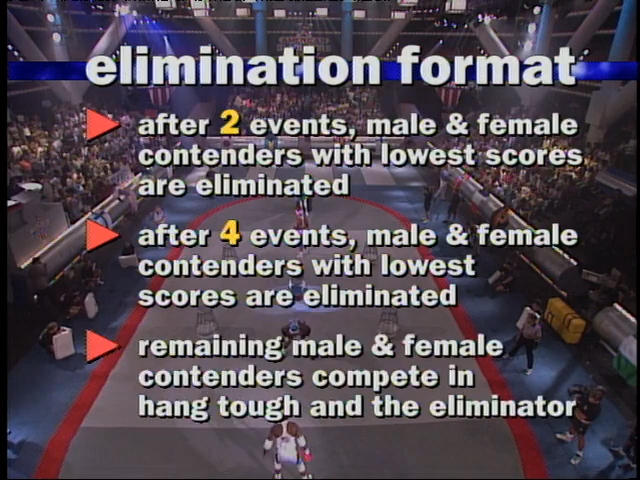 elimination format
after 2 events, male & female
contenders with lowest scores
are eliminated
after 4 events, male & female
contenders with lowest
scores are eliminated
remaining male & female
contenders compete in
hang tough and the eliminator